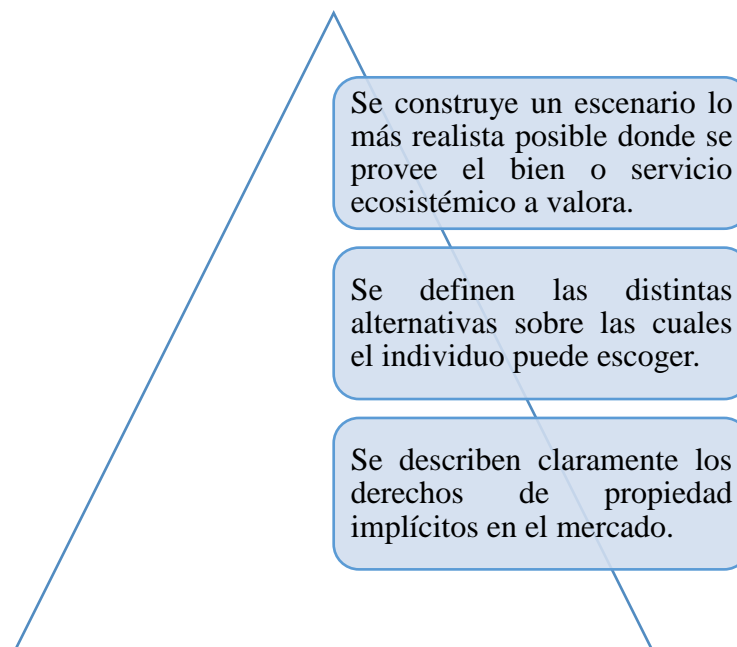 Se construye un escenario lo
más realista posible donde se
provee el bien o servicio
ecosistémico a valora.
Se definen las distintas
alternativas sobre las cuales
el individuo puede escoger.
Se describen claramente los
derechos de propiedad
implícitos en el mercado.